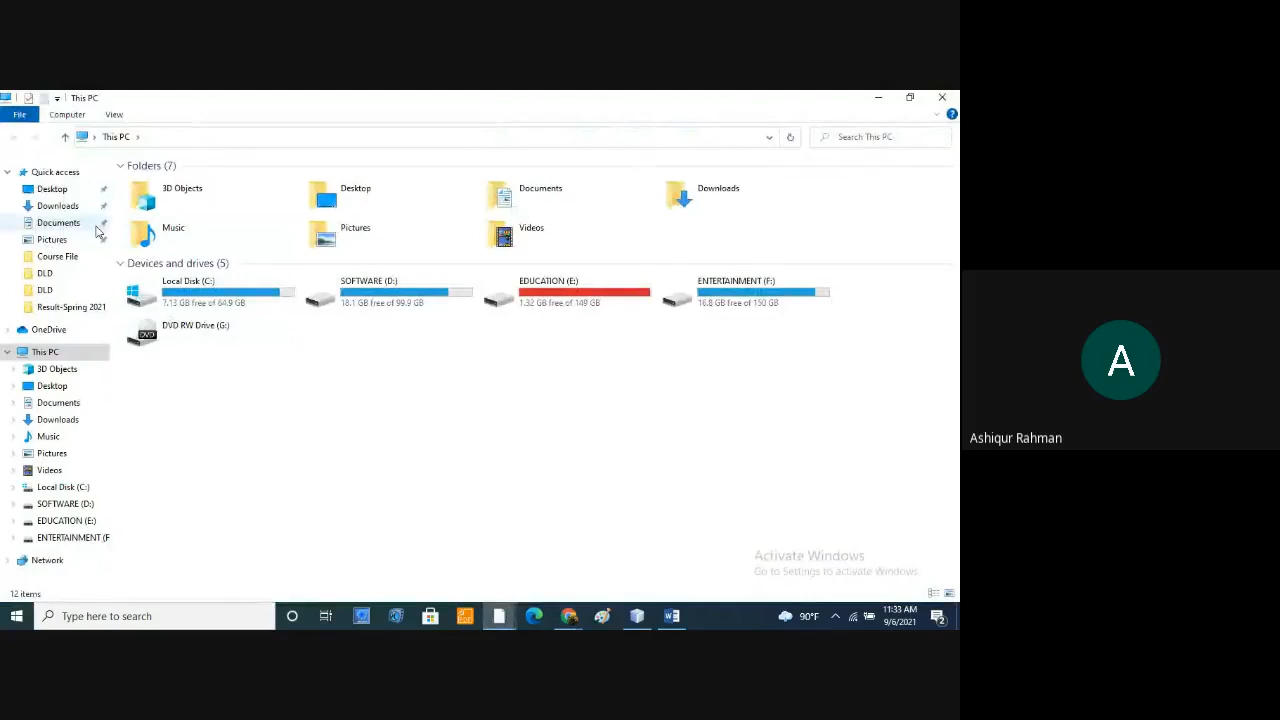 This PC
File Computer View
This PC
Search This PC
Quick access
Desktop
Downloads
Documents
Pictures
Course File
DLD
DLD
Result-Spring 2021
OneDrive
This PC
3D Objects
Desktop
Documents
Downloads
Music
Pictures
Videos
Local Disk (C:)
SOFTWARE (D:)
EDUCATION (E:)
ENTERTAINMENT (F
Network
Folders (7)
3D Objects Desktop Documents Downloads
Music Pictures Videos
Devices and drives (5)
Local Disk (C:) SOFTWARE (D:) EDUCATION (E:) ENTERTAINMENT (F:)
7.13 GB free of 64.9 GB 18.1 GB free of 99.9 GB 1.32 GB free of 149 GB 16.8 GB free of 150 GB
DVD RW Drive (G:)
DVD
Activate Windows
Go to Settings to activate Windows.
12 items
Type here to search
90°F
11:33 AM
9/6/2021
2
A
Ashiqur Rahman